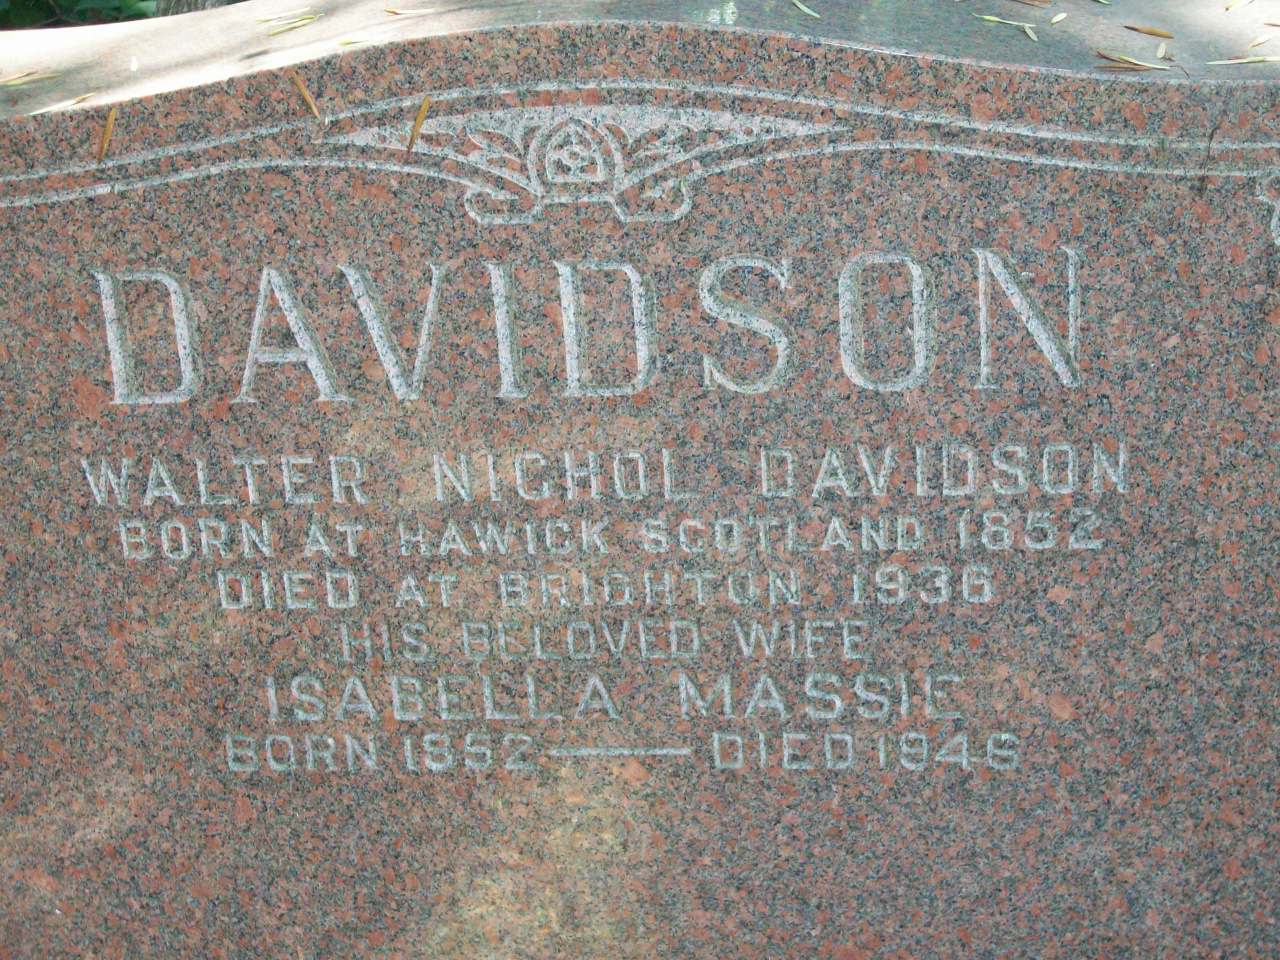 DAVIDSON
WALTER NICHOL DAVIDSON
BORN AT HAWICK SCOTLAND 1852
DIED AT BRIGHTON 1936
HIS BELOVED WIFE
ISABELLA MASSIE
BORN 1852 — DIED 1946